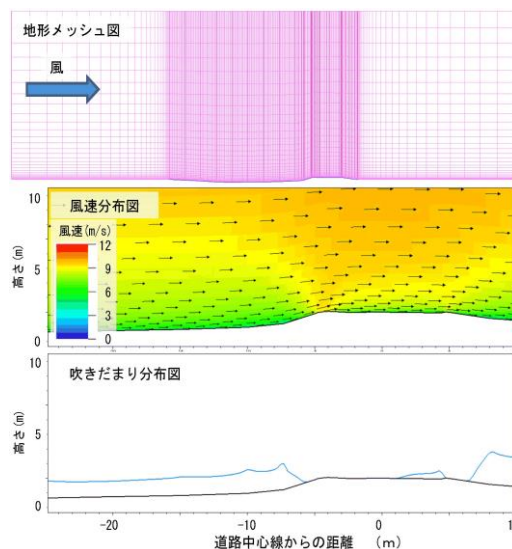 地形メッシュ図
風
10
風速分布図
風速(m/s)
12
9
6
3
0
高さ(m)
5
0
10
吹きだまり分布図
高さ(m)
5
0
-20
-10
0
10
道路中心線からの距離 (m)